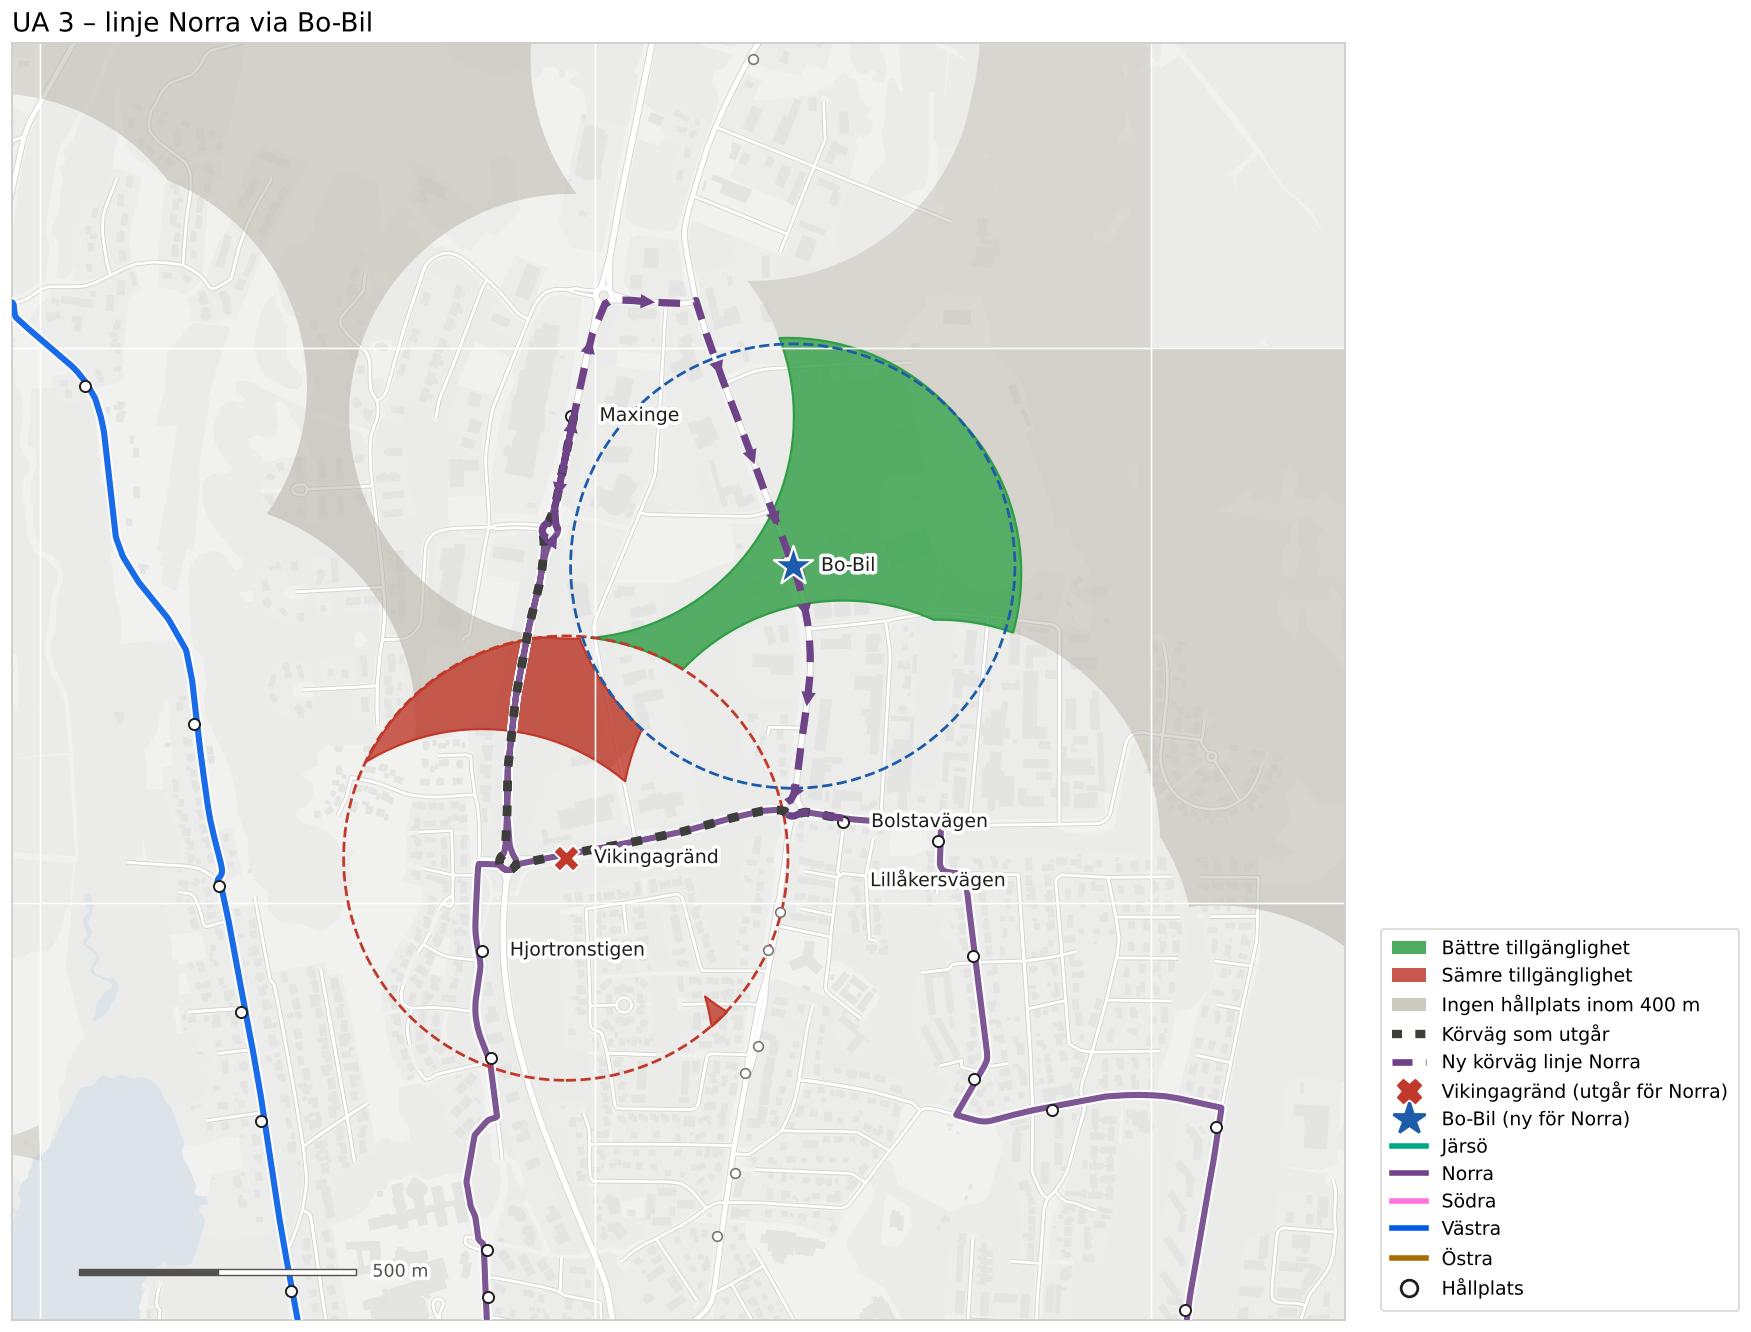 UA 3 – linje Norra via Bo-Bil
Maxinge
Bo-Bil
Bolstavägen
Vikingagränd
Lillåkersvägen
Hjortronstigen
500 m
Bättre tillgänglighet
Sämre tillgänglighet
Ingen hållplats inom 400 m
Körväg som utgår
Ny körväg linje Norra
Vikingagränd (utgår för Norra)
Bo-Bil (ny för Norra)
Järsö
Norra
Södra
Västra
Östra
Hållplats